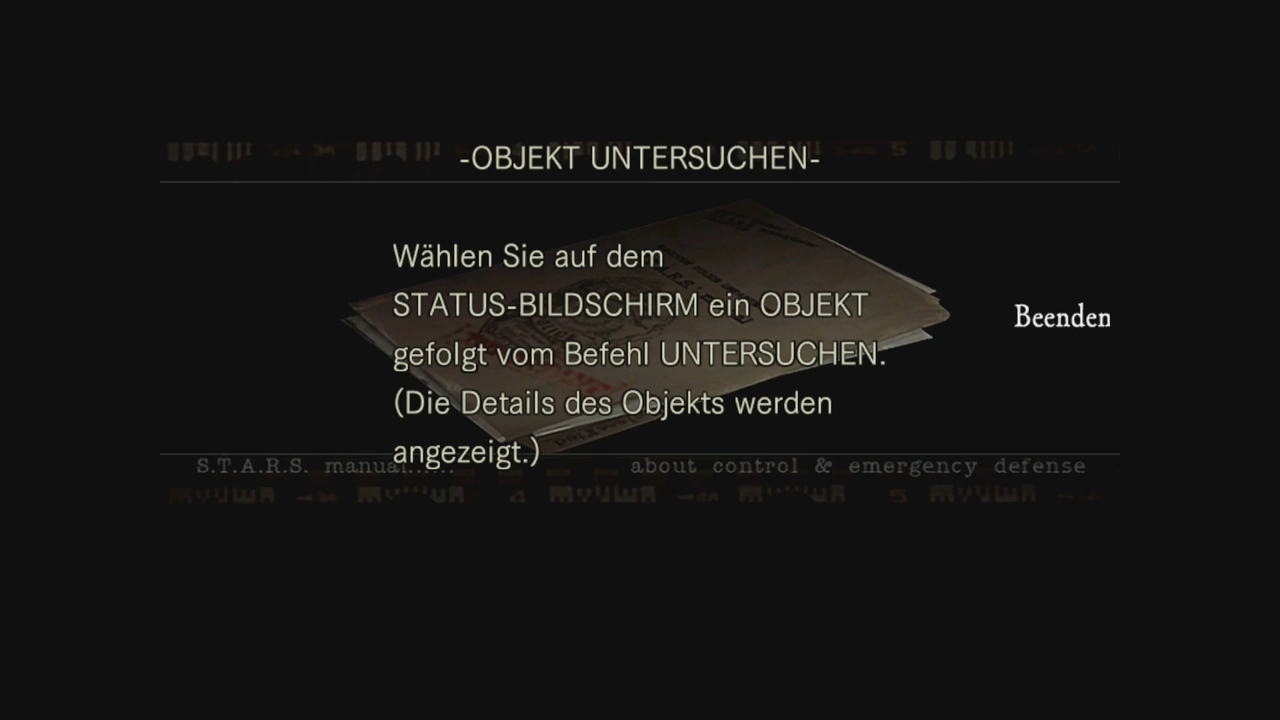 -OBJEKT UNTERSUCHEN-
Wählen Sie auf dem
STATUS-BILDSCHIRM ein OBJEKT
gefolgt vom Befehl UNTERSUCHEN.
(Die Details des Objekts werden
angezeigt.)
Beenden
S.T.A.R.S. manual...... about control & emergency defense